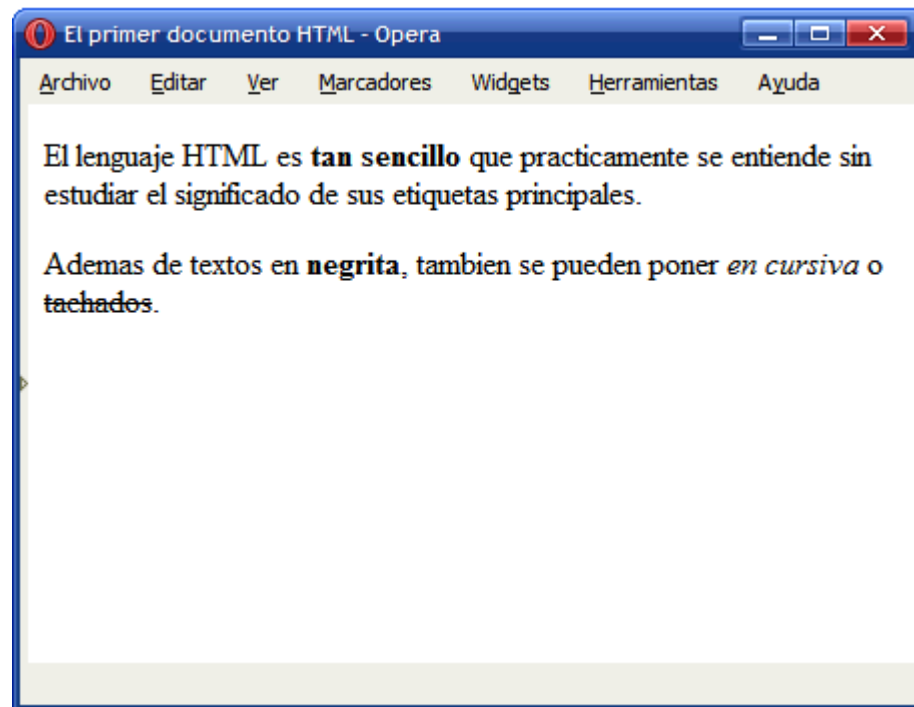 El primer documento HTML - Opera
Archivo Editar Ver Marcadores Widgets Herramientas Ayuda
El lenguaje HTML es tan sencillo que practicamente se entiende sin
estudiar el significado de sus etiquetas principales.
Ademas de textos en negrita, tambien se pueden poner en cursiva o
tachados.